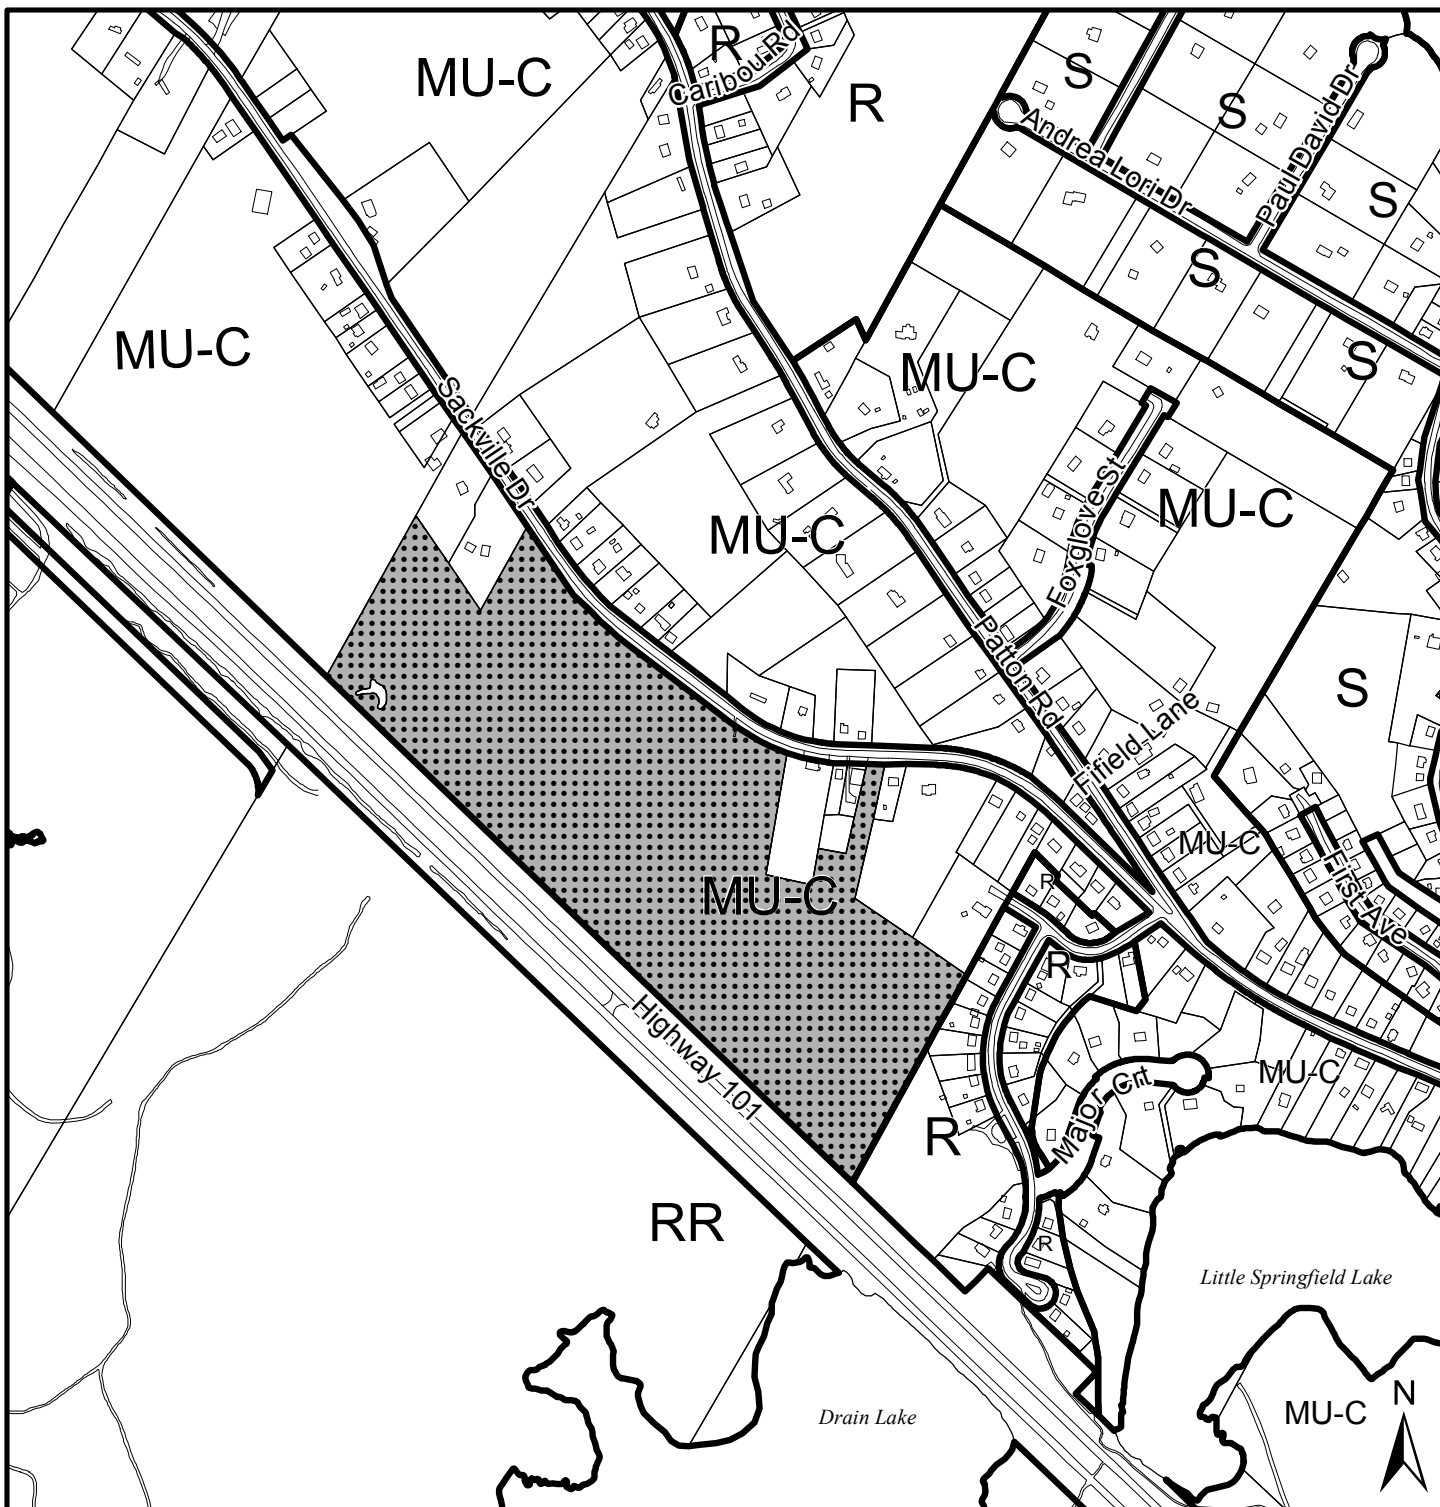 R
Caribou Rd
MU-C
R
S
S
Andrea Lori Dr
Paul David Dr
S
S
MU-C
MU-C
S
Sackville Dr
MU-C
Foxglove St
MU-C
Patton Rd
S
Fifield Lane
MU-C
First Ave
R
MU-C
R
Highway 101
MU-C
Major Crt
R
RR
R
Little Springfield Lake
Drain Lake
MU-C
N